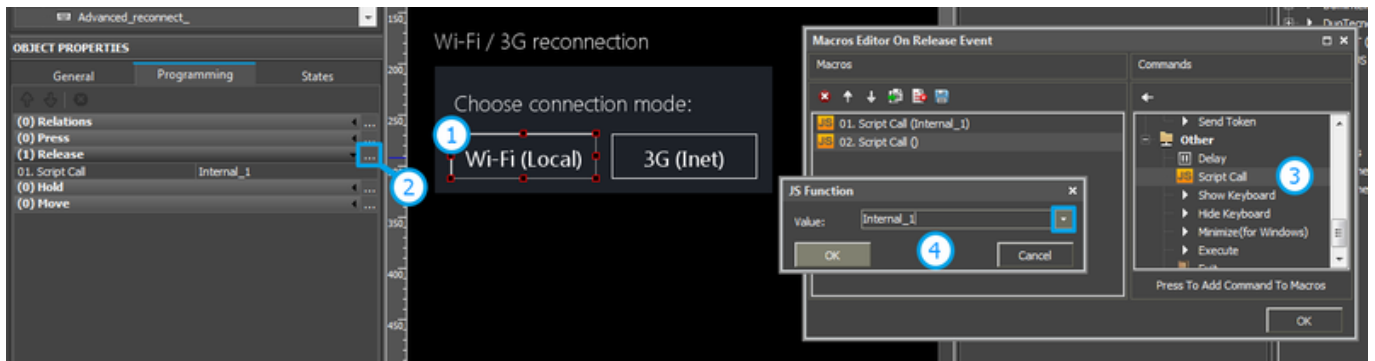 Advanced_reconnect_
OBJECT PROPERTIES
General Programming States
(0) Relations ...
(0) Press ...
(1) Release ...
01. Script Call Internal_1
(0) Hold ...
(0) Move ...
2
150
200
250
350
400
450
Wi-Fi / 3G reconnection
Choose connection mode:
1
Wi-Fi (Local)
3G (Inet)
Macros Editor On Release Event
Macros
JS 01. Script Call (Internal_1)
JS 02. Script Call ()
JS Function
Value: Internal_1
OK
4
Cancel
Commands
Send Token
Other
Delay
JS Script Call
3
Show Keyboard
Hide Keyboard
Minimize(for Windows)
Execute
Press To Add Command To Macros
OK